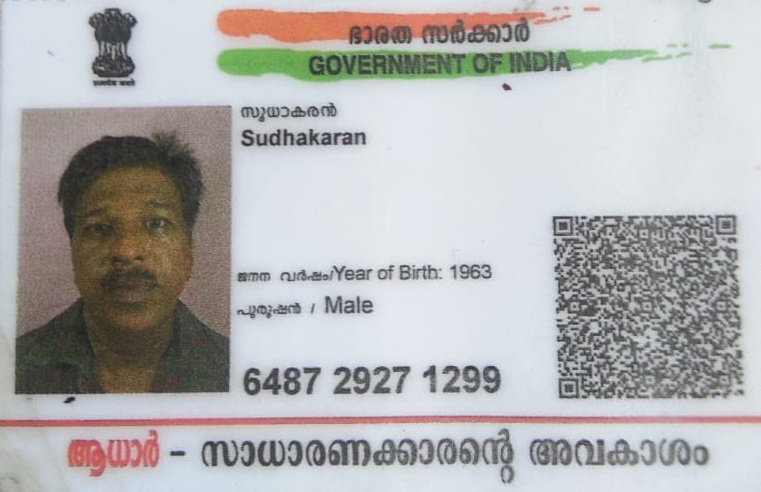 ഭാരത സർക്കാർ
GOVERNMENT OF INDIA
സുധാകരൻ
Sudhakaran
ജനന വർഷം/Year of Birth: 1963
പുരുഷൻ / Male
6487 2927 1299
ആധാർ - സാധാരണക്കാരന്റെ അവകാശം